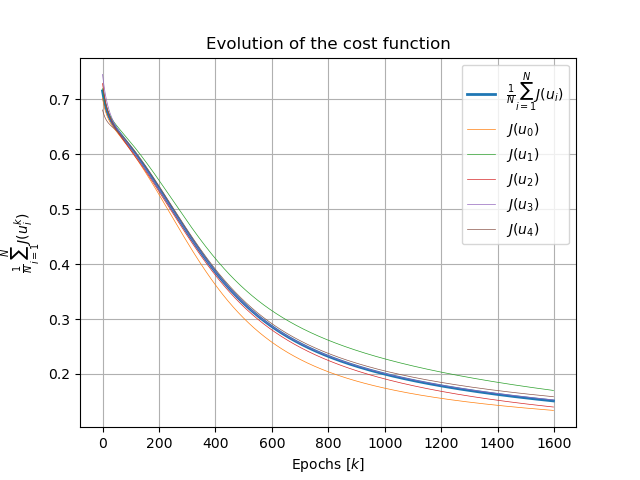 Evolution of the cost function
0.7
0.6
0.5
0.4
0.3
0.2
0 200 400 600 800 1000 1200 1400 1600
Epochs [k]
1/N ∑_{i=1}^{N} J(u_i^k)
1/N ∑_{i=1}^{N} J(u_i)
J(u_0)
J(u_1)
J(u_2)
J(u_3)
J(u_4)